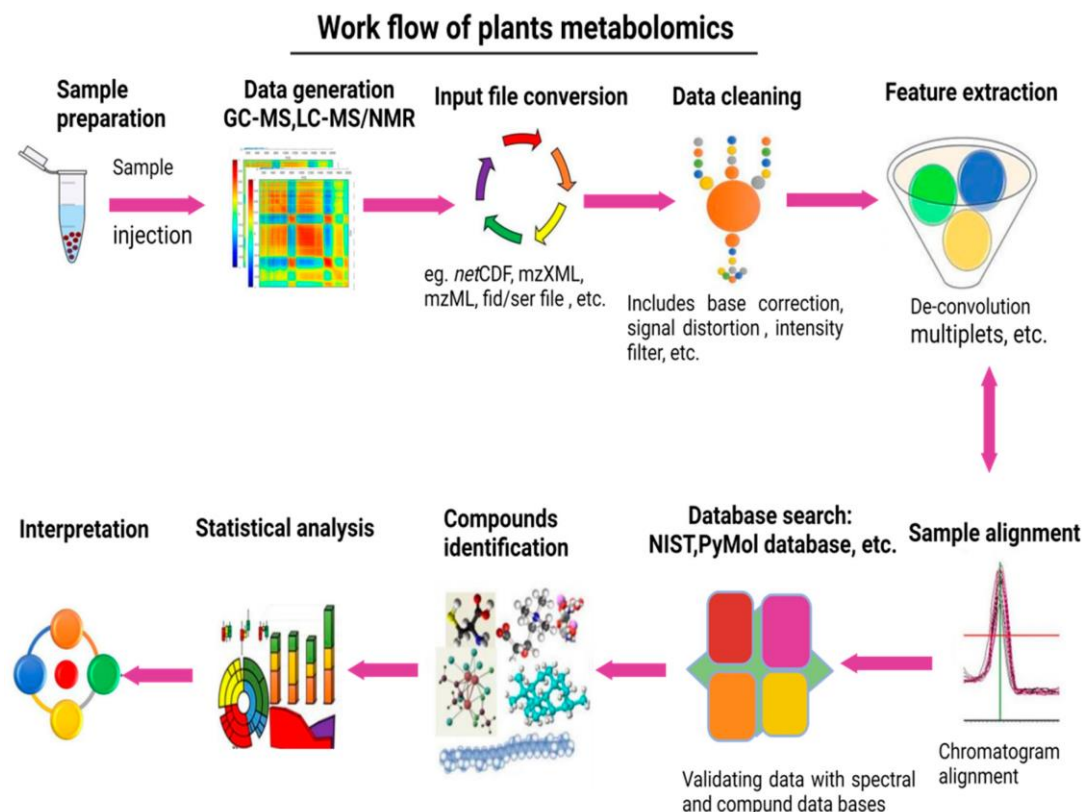 Work flow of plants metabolomics
Sample
preparation
Data generation
GC-MS,LC-MS/NMR
Input file conversion
Data cleaning
Feature extraction
Sample
injection
eg. netCDF, mzXML,
mzML, fid/ser file , etc.
Includes base correction,
signal distortion , intensity
filter, etc.
De-convolution
multiplets, etc.
Interpretation
Statistical analysis
Compounds
identification
Database search:
NIST,PyMol database, etc.
Sample alignment
Validating data with spectral
and compund data bases
Chromatogram
alignment